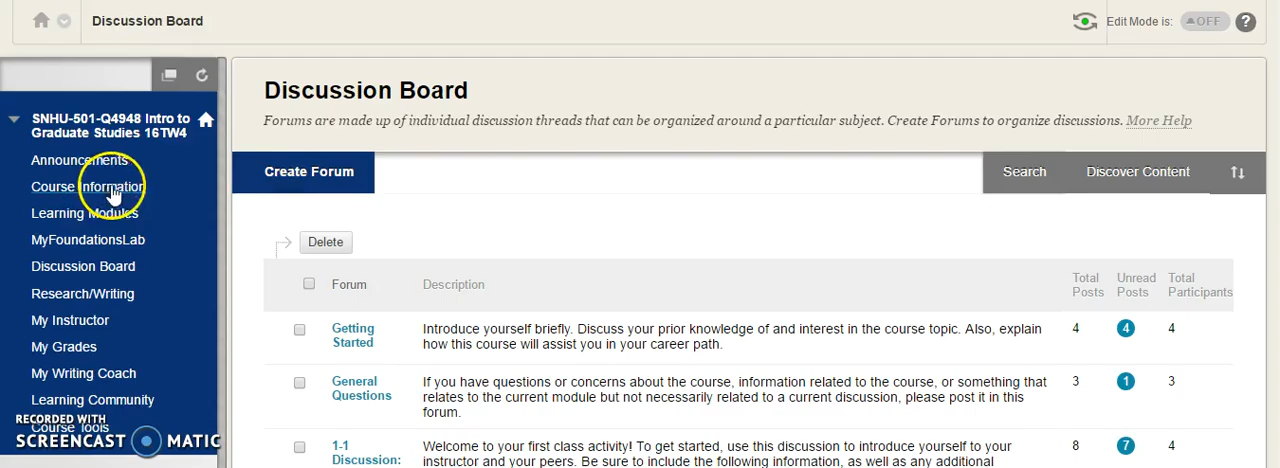 Discussion Board
Edit Mode is:
OFF
?
SNHU-501-Q4948 Intro to
Graduate Studies 16TW4
Announcements
Course Information
Learning Modules
MyFoundationsLab
Discussion Board
Research/Writing
My Instructor
My Grades
My Writing Coach
Learning Community
Course Tools
RECORDED WITH
SCREENCAST MATIC
Discussion Board
Forums are made up of individual discussion threads that can be organized around a particular subject. Create Forums to organize discussions. More Help
Create Forum
Search
Discover Content
Delete
Forum
Description
Total
Posts
Unread
Posts
Total
Participants
Getting
Started
Introduce yourself briefly. Discuss your prior knowledge of and interest in the course topic. Also, explain
how this course will assist you in your career path.
4
4
4
General
Questions
If you have questions or concerns about the course, information related to the course, or something that
relates to the current module but not necessarily related to a current discussion, please post it in this
forum.
3
1
3
1-1
Discussion:
Welcome to your first class activity! To get started, use this discussion to introduce yourself to your
instructor and your peers. Be sure to include the following information, as well as any additional
8
7
4